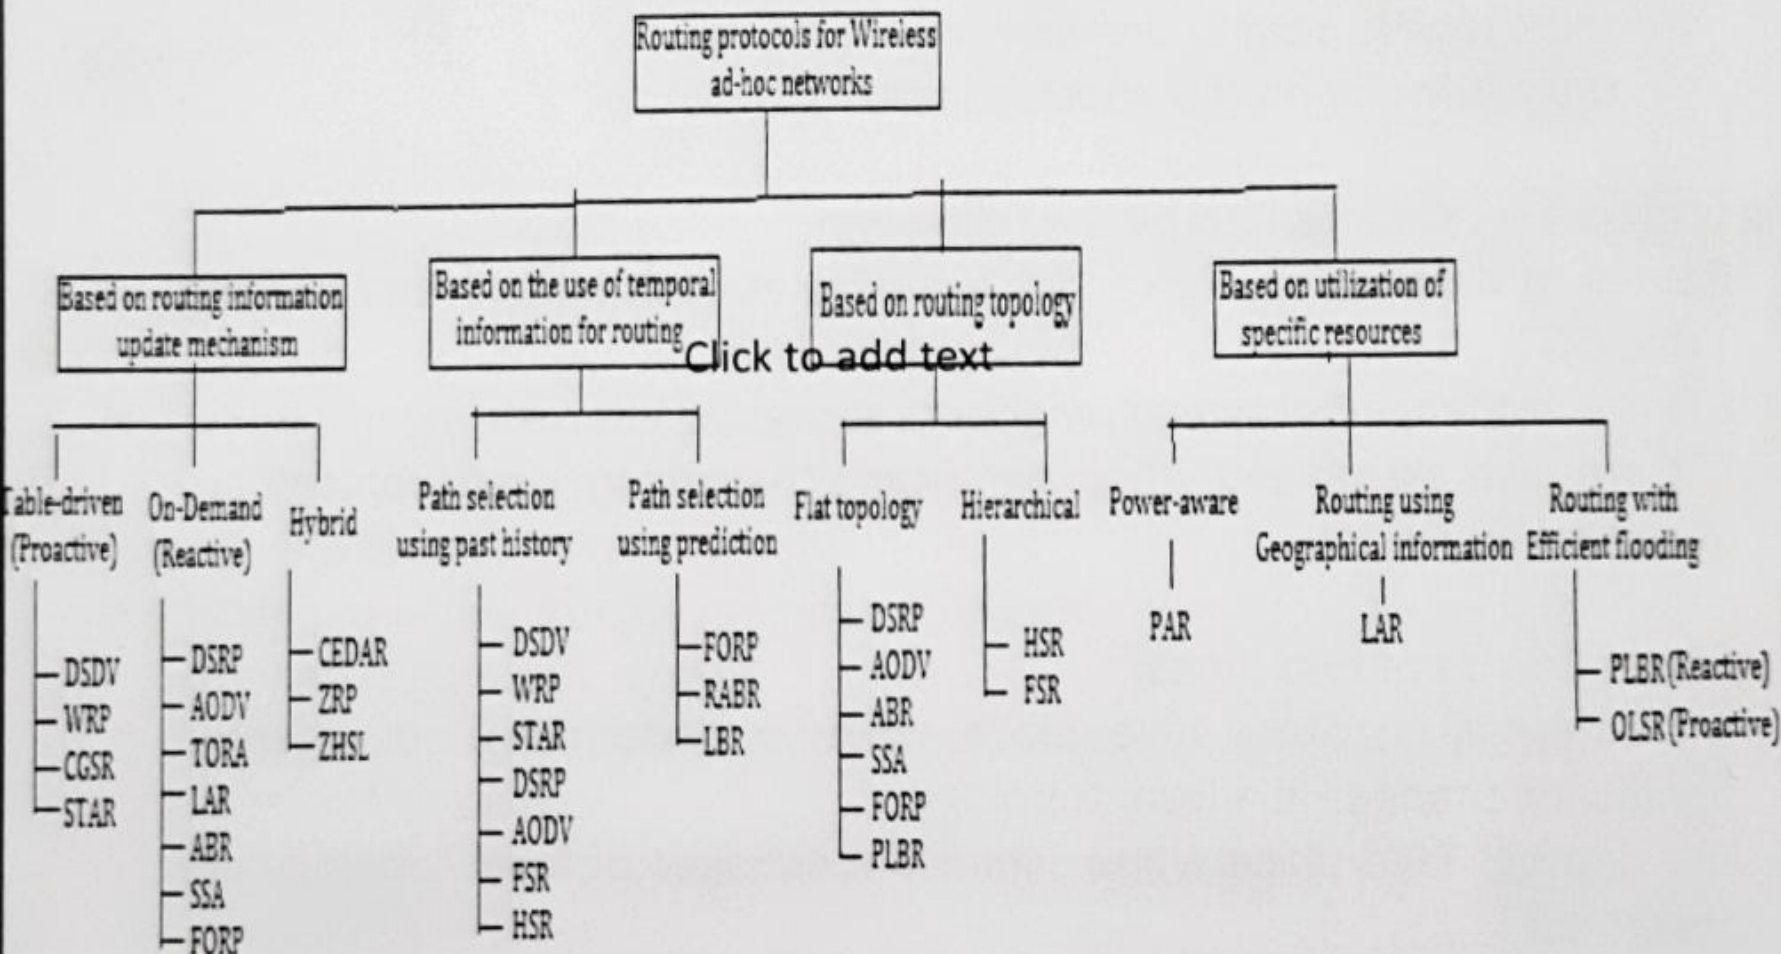 Routing protocols for Wireless
ad-hoc networks
Based on routing information
update mechanism
Based on the use of temporal
information for routing
Based on routing topology
Based on utilization of
specific resources
Click to add text
Table-driven
(Proactive)
On-Demand
(Reactive)
Hybrid
Path selection
using past history
Path selection
using prediction
Flat topology
Hierarchical
Power-aware
Routing using
Geographical information
Routing with
Efficient flooding
DSDV
WRP
CGSR
STAR
DSRP
AODV
TORA
LAR
ABR
SSA
FORP
CEDAR
ZRP
ZHSL
DSDV
WRP
STAR
DSRP
AODV
FSR
HSR
FORP
RABR
LBR
DSRP
AODV
ABR
SSA
FORP
PLBR
HSR
FSR
PAR
LAR
PLBR(Reactive)
OLSR(Proactive)